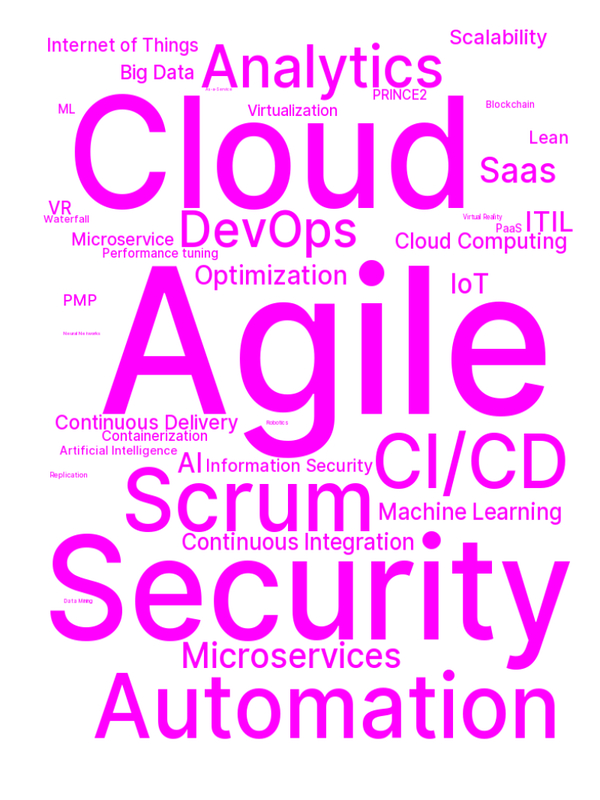 Scalability
Internet of Things
Analytics
Big Data
PRINCE2
Cloud
Blockchain
ML
Virtualization
Lean
Saas
VR
DevOps
Virtual Reality
Waterfall
ITIL
PaaS
Microservice
Cloud Computing
Performance tuning
Optimization
Agile
IoT
PMP
Neural Networks
Continuous Delivery
Robotics
Containerization
CI/CD
Artificial Intelligence
AI
Information Security
Replication
Scrum
Machine Learning
Continuous Integration
Security
Data Mining
Microservices
Automation